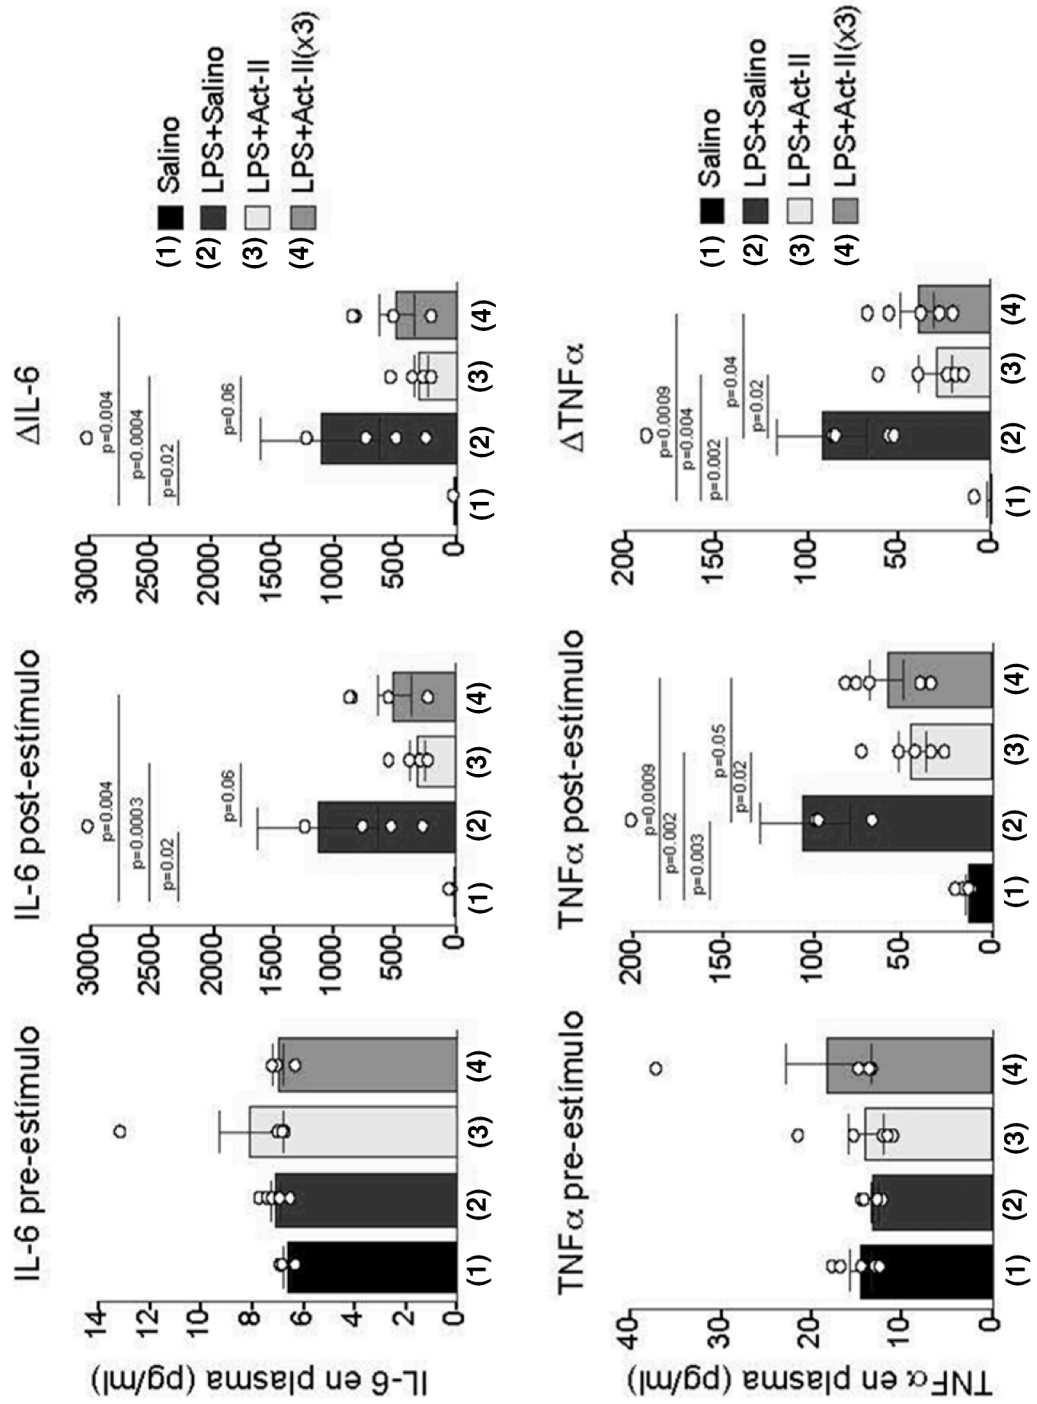 IL-6 pre-estímulo
IL-6 en plasma (pg/ml)
14
12
10
8
6
4
2
0
(1)
(2)
(3)
(4)
IL-6 post-estímulo
3000
2500
2000
1500
1000
500
0
p=0.004
p=0.0003
p=0.02
p=0.06
(1)
(2)
(3)
(4)
ΔIL-6
3000
2500
2000
1500
1000
500
0
p=0.004
p=0.0004
p=0.02
p=0.06
(1)
(2)
(3)
(4)
(1) Salino
(2) LPS+Salino
(3) LPS+Act-II
(4) LPS+Act-II(x3)
TNFα pre-estímulo
TNFα en plasma (pg/ml)
40
30
20
10
0
(1)
(2)
(3)
(4)
TNFα post-estímulo
200
150
100
50
0
p=0.0009
p=0.002
p=0.003
p=0.05
p=0.02
(1)
(2)
(3)
(4)
ΔTNFα
200
150
100
50
0
p=0.0009
p=0.004
p=0.002
p=0.04
p=0.02
(1)
(2)
(3)
(4)
(1) Salino
(2) LPS+Salino
(3) LPS+Act-II
(4) LPS+Act-II(x3)